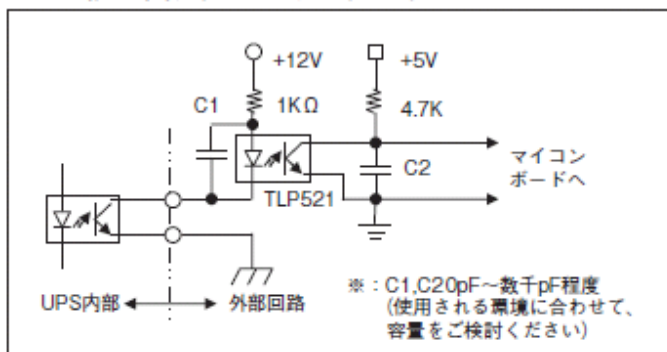 +12V
+5V
C1
1KΩ
4.7K
C2
TLP521
マイコン
ボードへ
UPS内部
外部回路
※:C1,C20pF～数千pF程度
(使用される環境に合わせて、
容量をご検討ください)